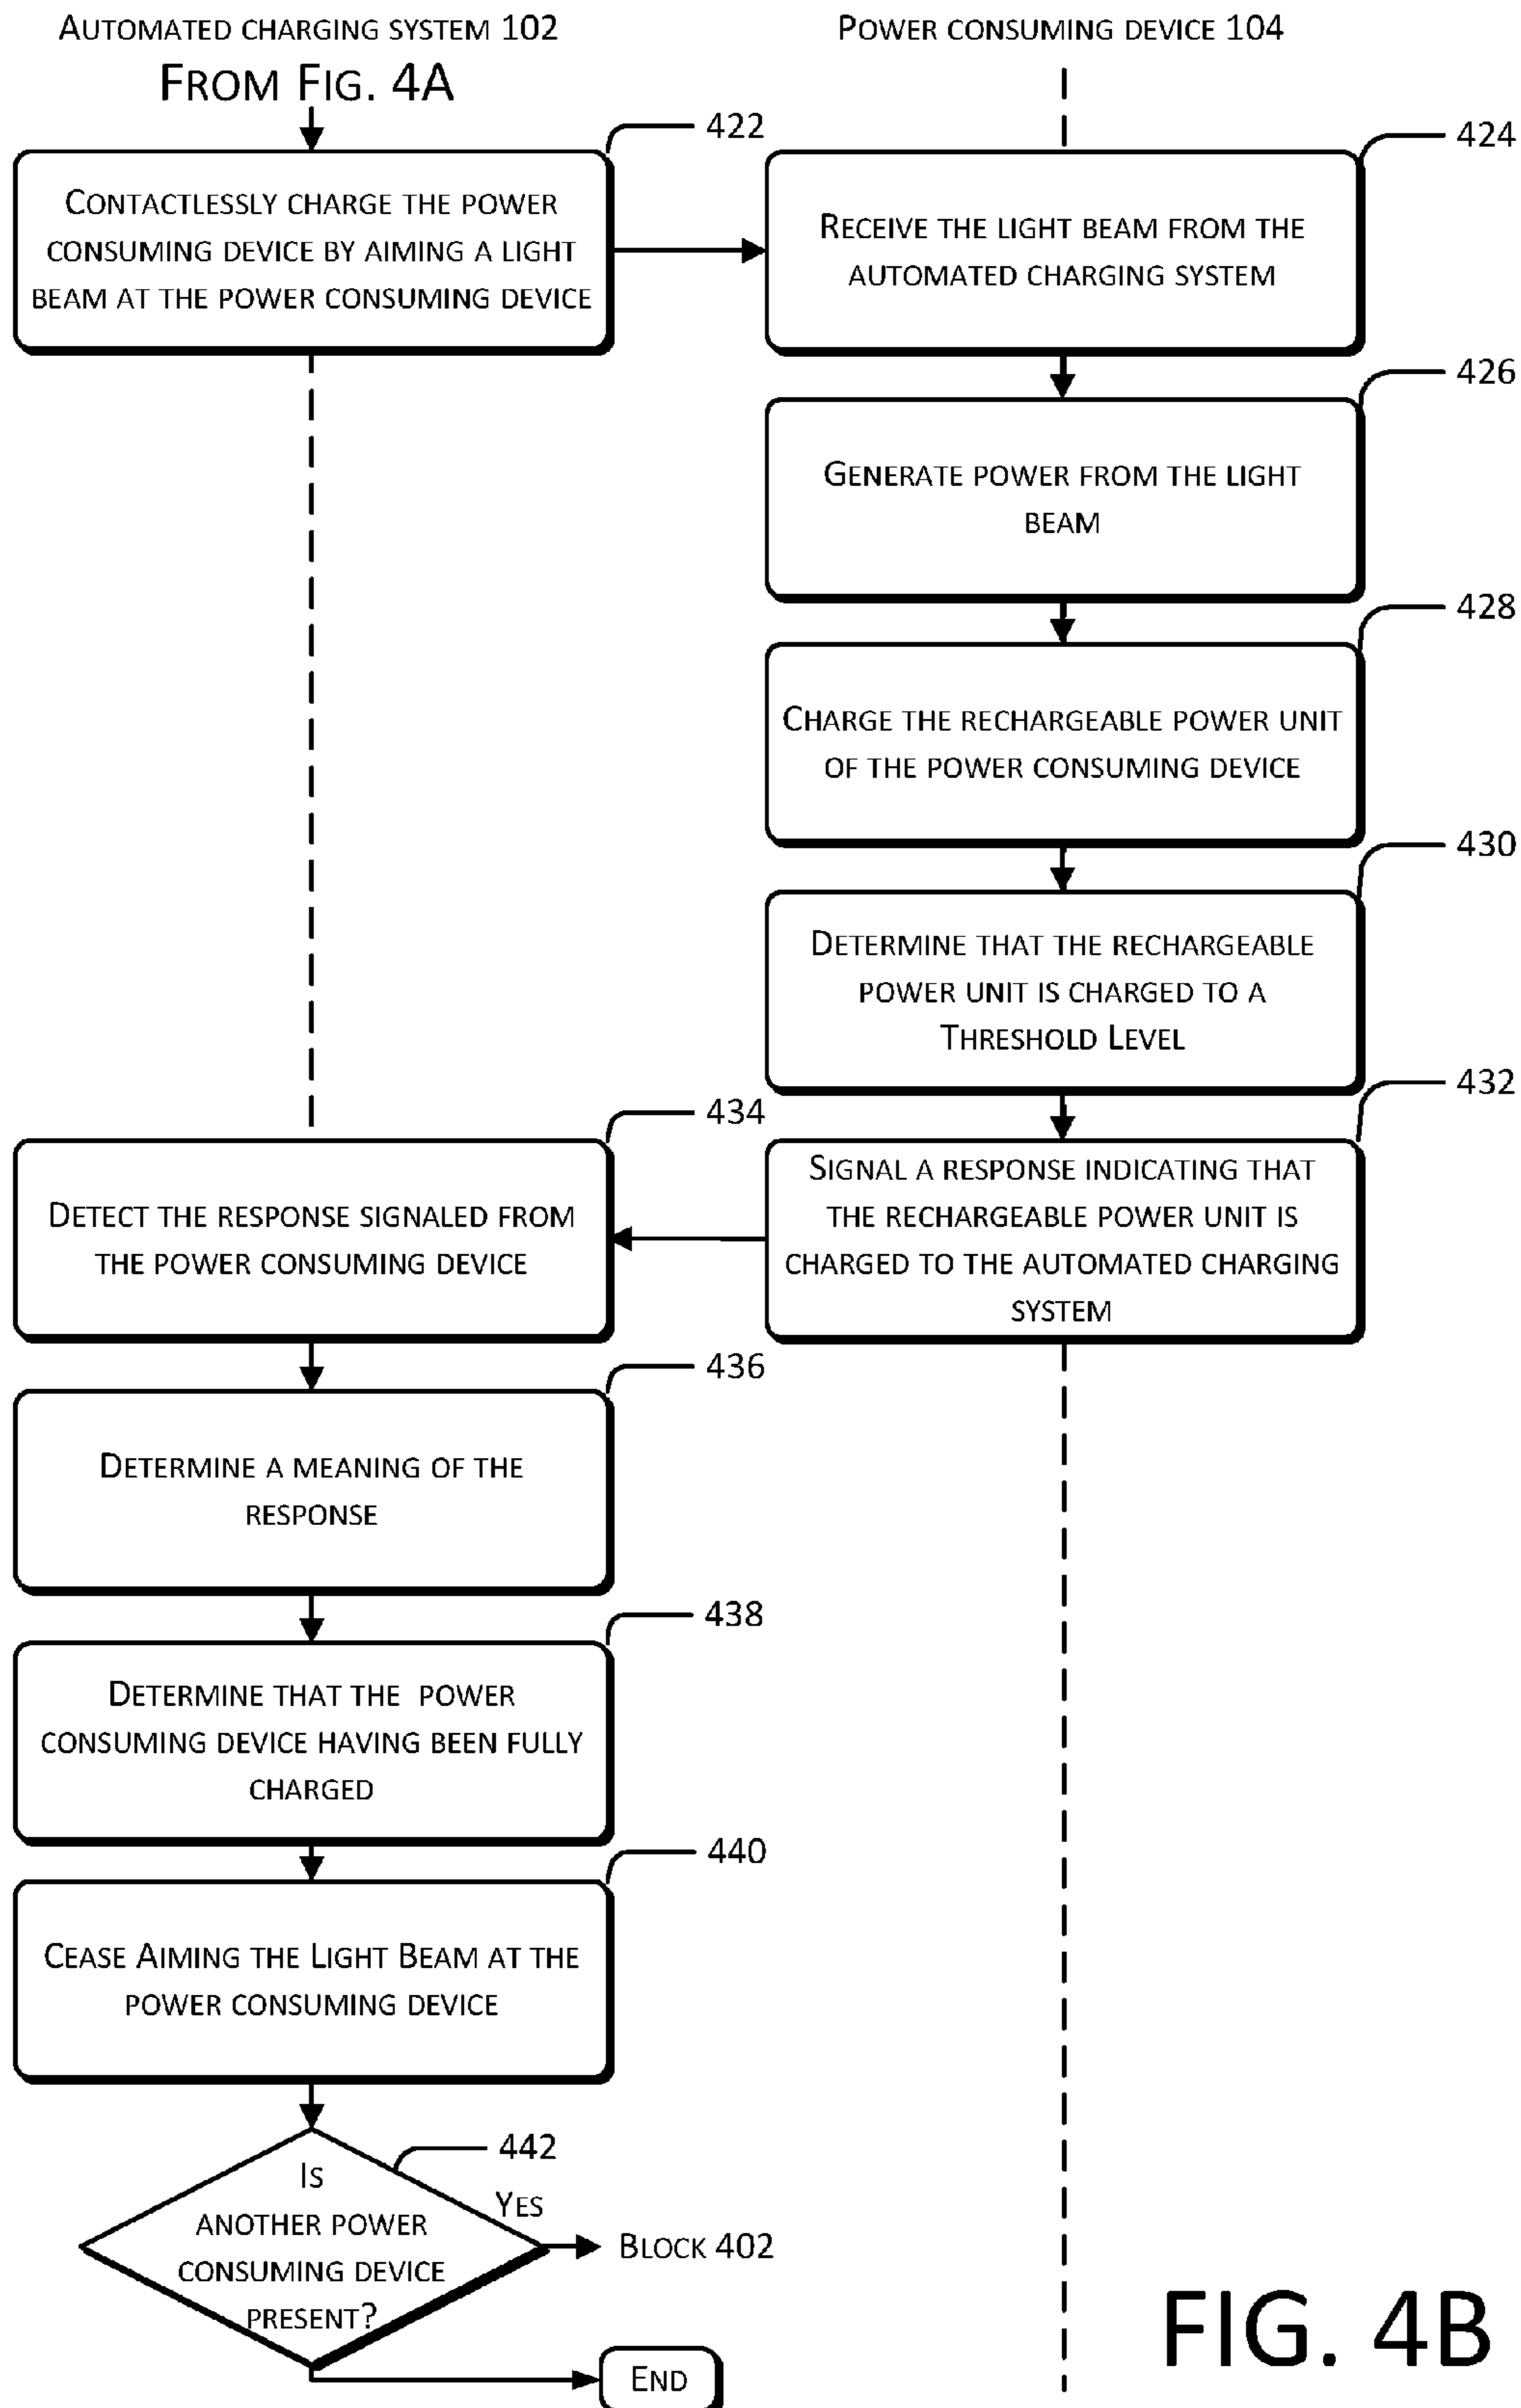 AUTOMATED CHARGING SYSTEM 102
POWER CONSUMING DEVICE 104
FROM FIG. 4A
422
CONTACTLESSLY CHARGE THE POWER
CONSUMING DEVICE BY AIMING A LIGHT
BEAM AT THE POWER CONSUMING DEVICE
424
RECEIVE THE LIGHT BEAM FROM THE
AUTOMATED CHARGING SYSTEM
426
GENERATE POWER FROM THE LIGHT
BEAM
428
CHARGE THE RECHARGEABLE POWER UNIT
OF THE POWER CONSUMING DEVICE
430
DETERMINE THAT THE RECHARGEABLE
POWER UNIT IS CHARGED TO A
THRESHOLD LEVEL
432
SIGNAL A RESPONSE INDICATING THAT
THE RECHARGEABLE POWER UNIT IS
CHARGED TO THE AUTOMATED CHARGING
SYSTEM
434
DETECT THE RESPONSE SIGNALED FROM
THE POWER CONSUMING DEVICE
436
DETERMINE A MEANING OF THE
RESPONSE
438
DETERMINE THAT THE POWER
CONSUMING DEVICE HAVING BEEN FULLY
CHARGED
440
CEASE AIMING THE LIGHT BEAM AT THE
POWER CONSUMING DEVICE
442
IS
ANOTHER POWER
CONSUMING DEVICE
PRESENT?
YES
BLOCK 402
END
FIG. 4B